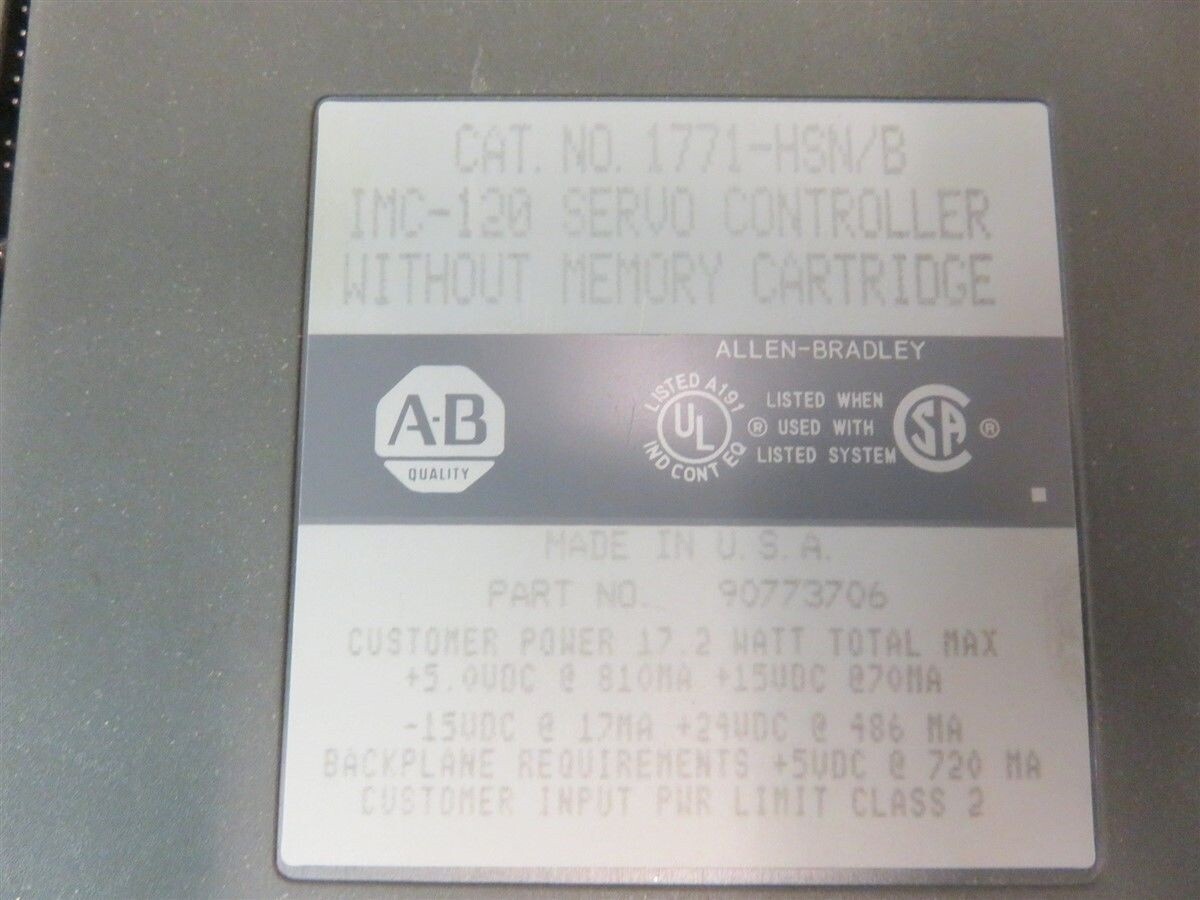 CAT. NO. 1771-HSN/B
IMC-120 SERVO CONTROLLER
WITHOUT MEMORY CARTRIDGE
ALLEN-BRADLEY
A-B
QUALITY
LISTED A191
UL
IND CONT EQ
®
LISTED WHEN
USED WITH
LISTED SYSTEM
SA
®
MADE IN U.S.A.
PART NO. 90773706
CUSTOMER POWER 17.2 WATT TOTAL MAX
+5.0VDC @ 810MA +15VDC @70MA
-15VDC @ 17MA +24VDC @ 486 MA
BACKPLANE REQUIREMENTS +5VDC @ 720 MA
CUSTOMER INPUT PWR LIMIT CLASS 2